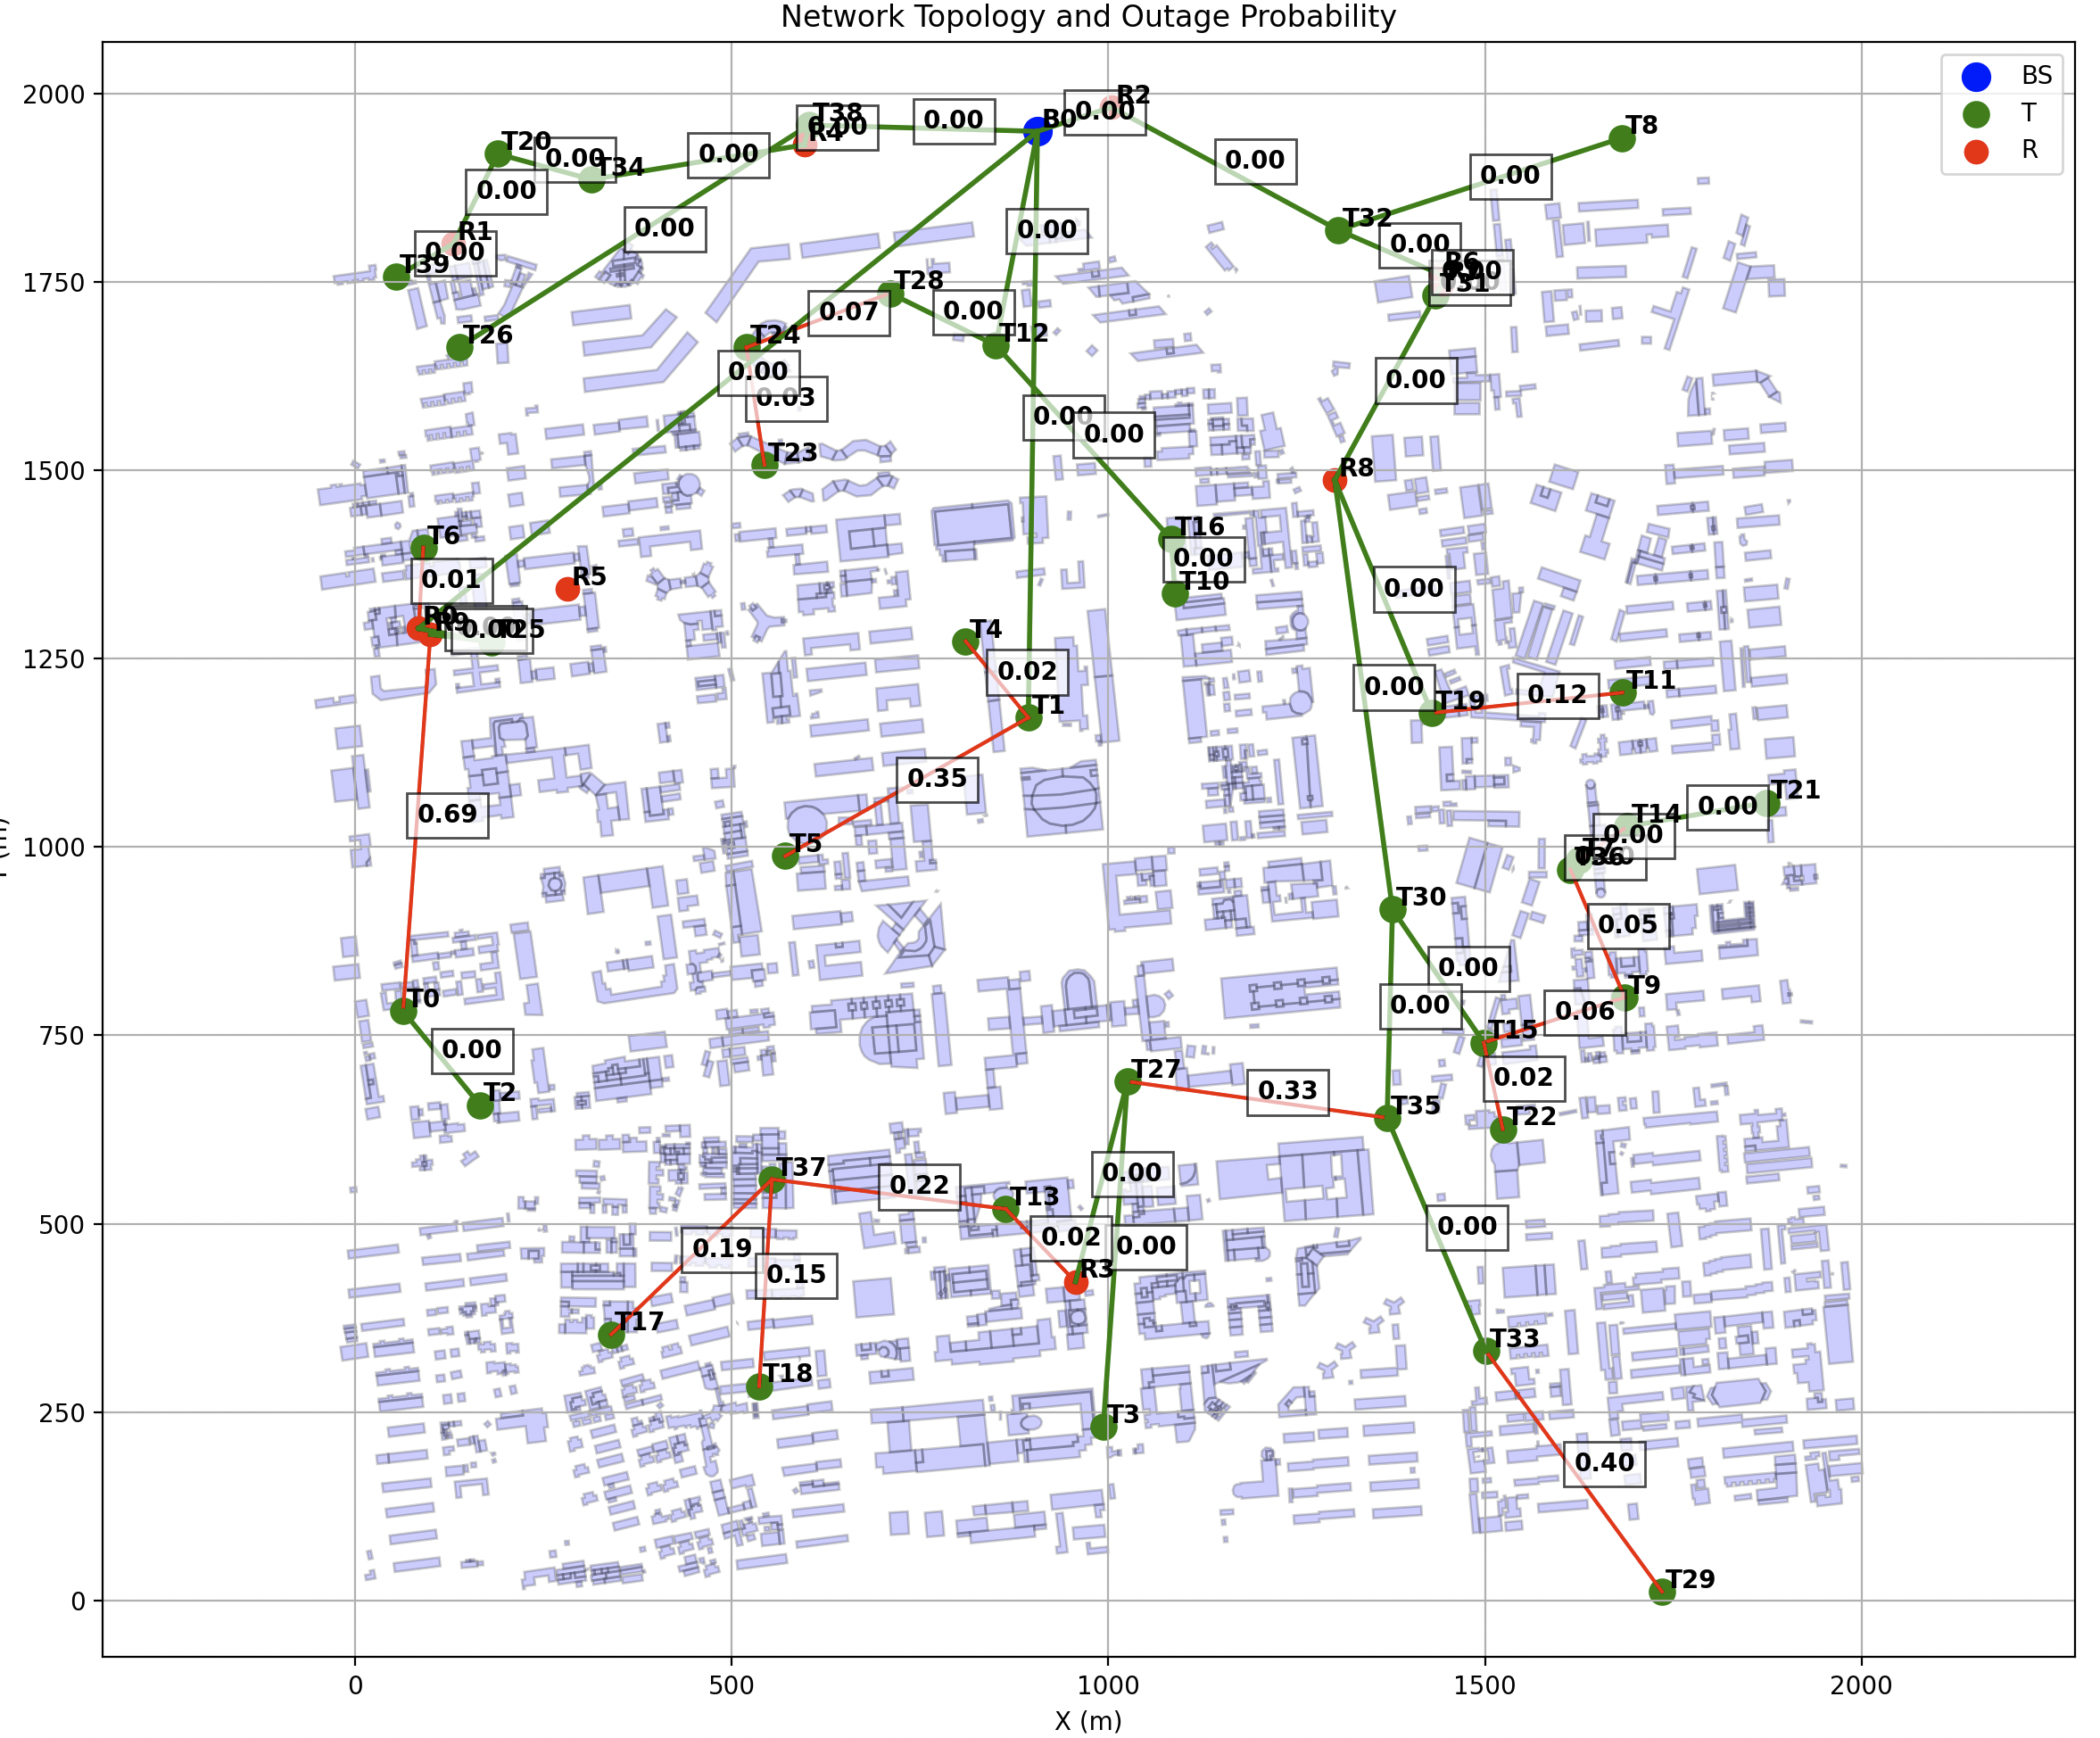 Network Topology and Outage Probability
BS
T
R
2000
1750
1500
1250
1000
750
500
250
0
0
500
1000
1500
2000
X (m)
R2
0.00
B0
0.00
T38
R4
0.00
T20
0.00
T34
0.00
0.00
R1
T39
0.00
T26
0.00
T8
0.00
T32
0.00
R6
T31
0.00
T28
0.00
T12
0.07
T24
0.00
0.03
T23
0.00
0.00
0.00
R8
T16
0.00
T10
T6
0.01
R5
R0
R9
0.00
T25
T4
0.02
T1
0.00
0.00
T19
0.12
T11
0.35
T5
0.69
T21
0.00
T14
0.00
T7
T36
0.05
T9
T30
0.00
0.00
0.06
T15
0.02
T22
T0
0.00
T2
T27
0.33
T35
0.00
T37
0.22
T13
0.02
0.00
R3
0.19
0.15
T17
T18
T3
0.00
T33
0.40
T29